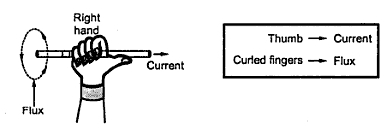 Right
hand
Current
Flux
Thumb → Current
Curled fingers → Flux